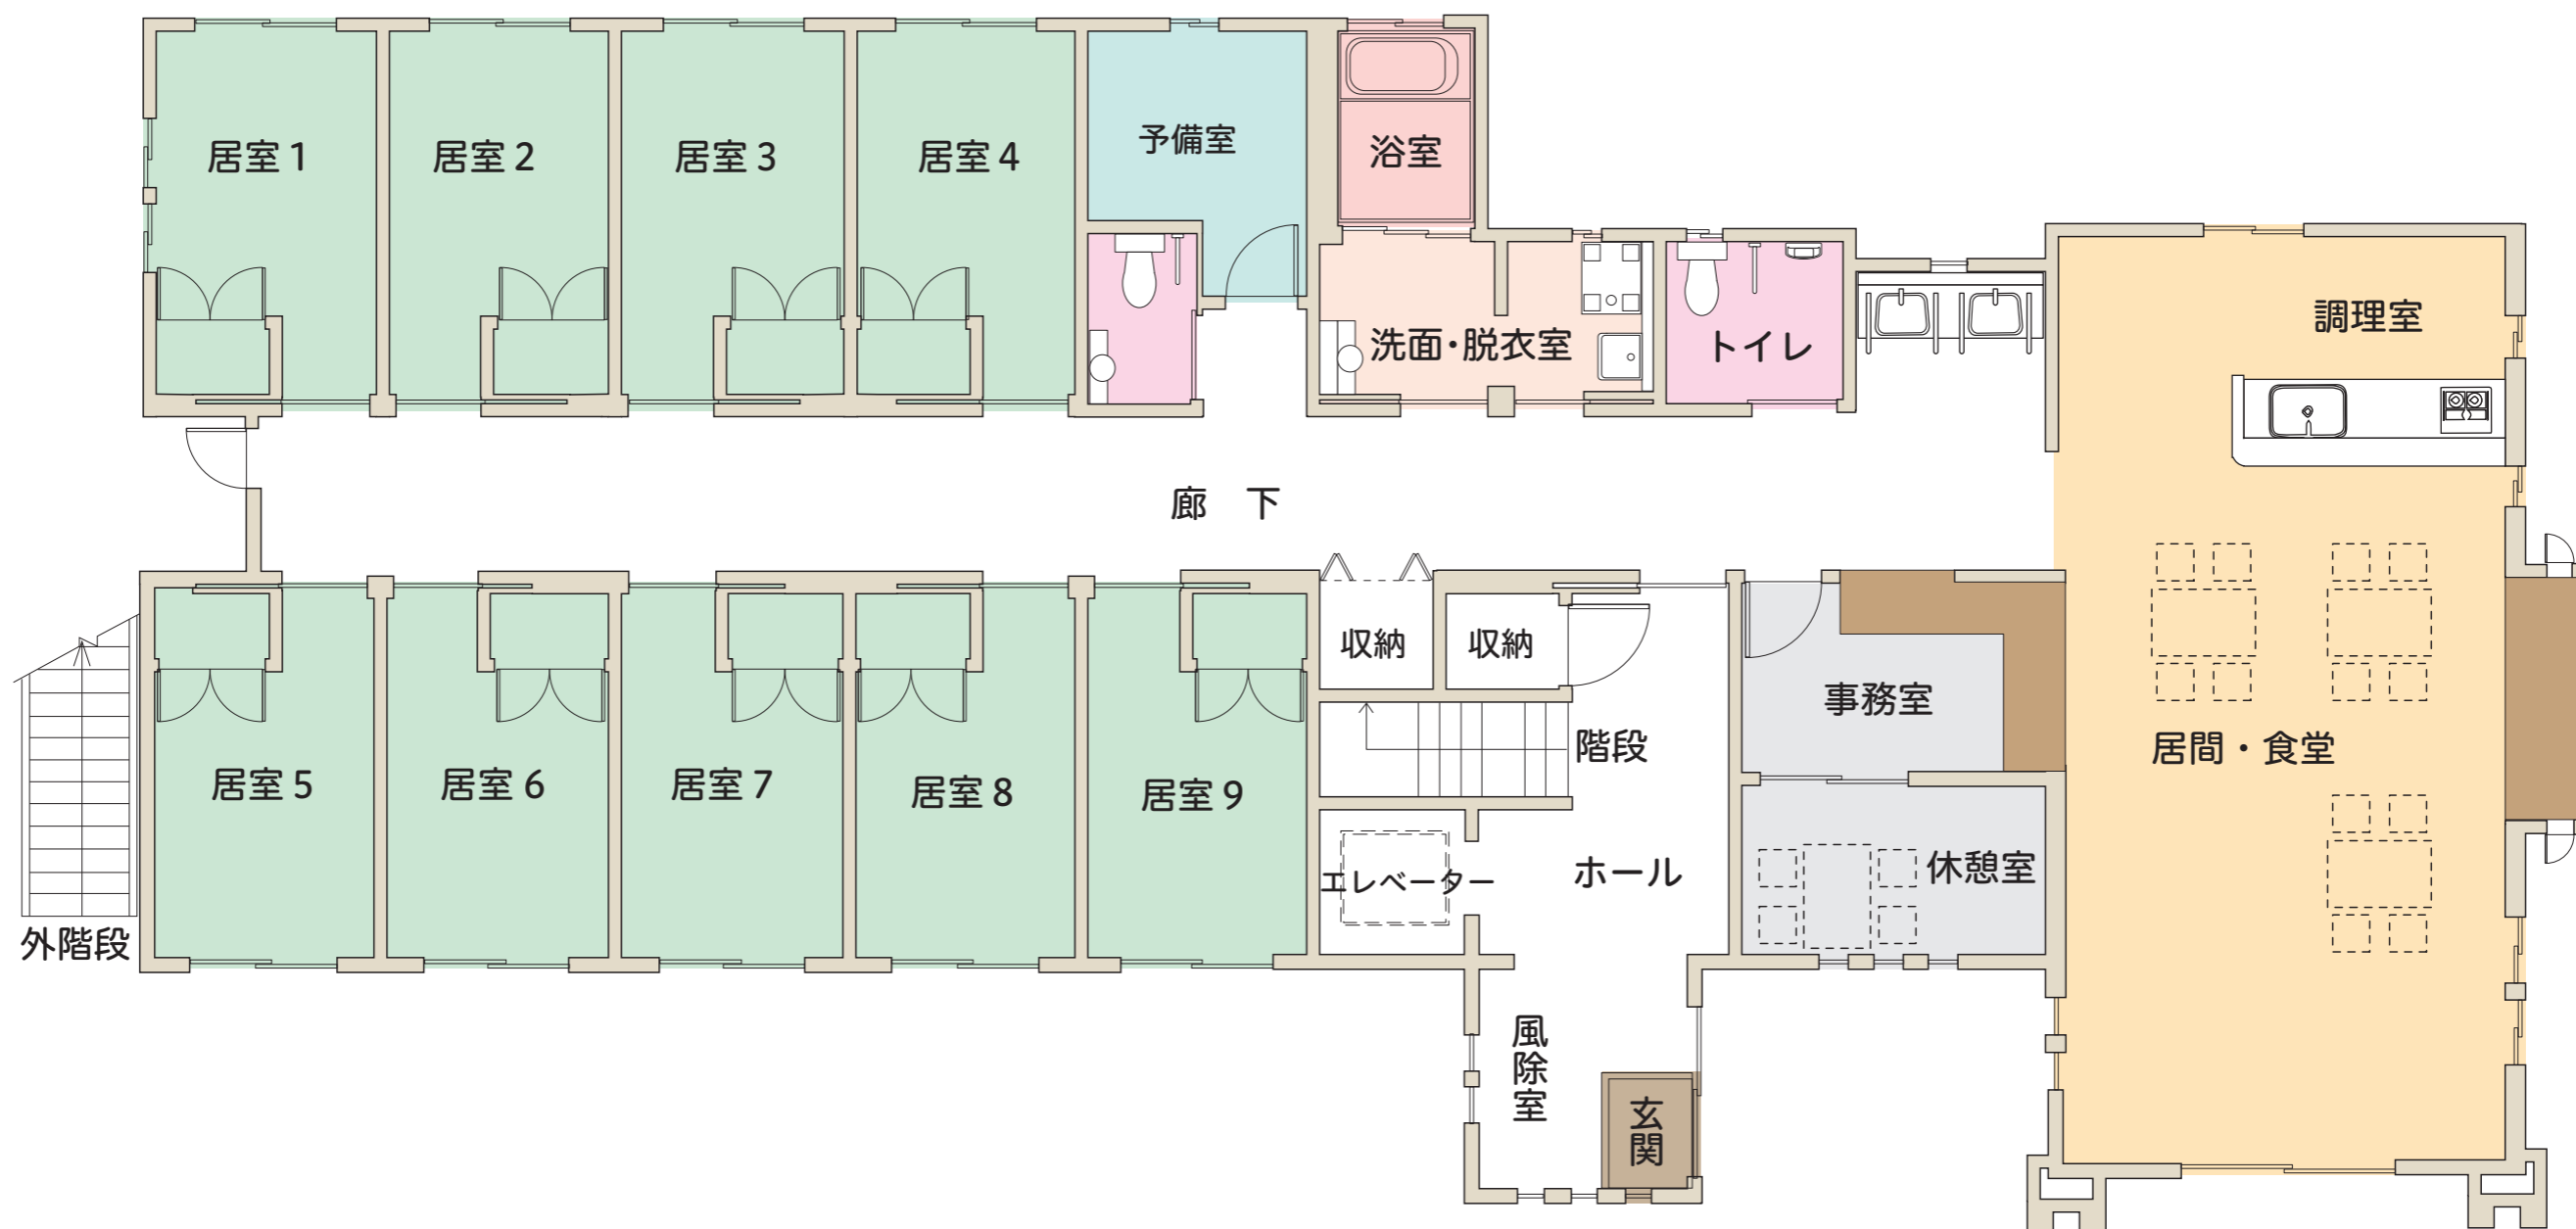 居室 1
居室 2
居室 3
居室 4
予備室
浴室
洗面・脱衣室
トイレ
調理室
廊　下
収納
収納
階段
事務室
居間・食堂
居室 5
居室 6
居室 7
居室 8
居室 9
エレベーター
ホール
休憩室
外階段
風除室
玄関